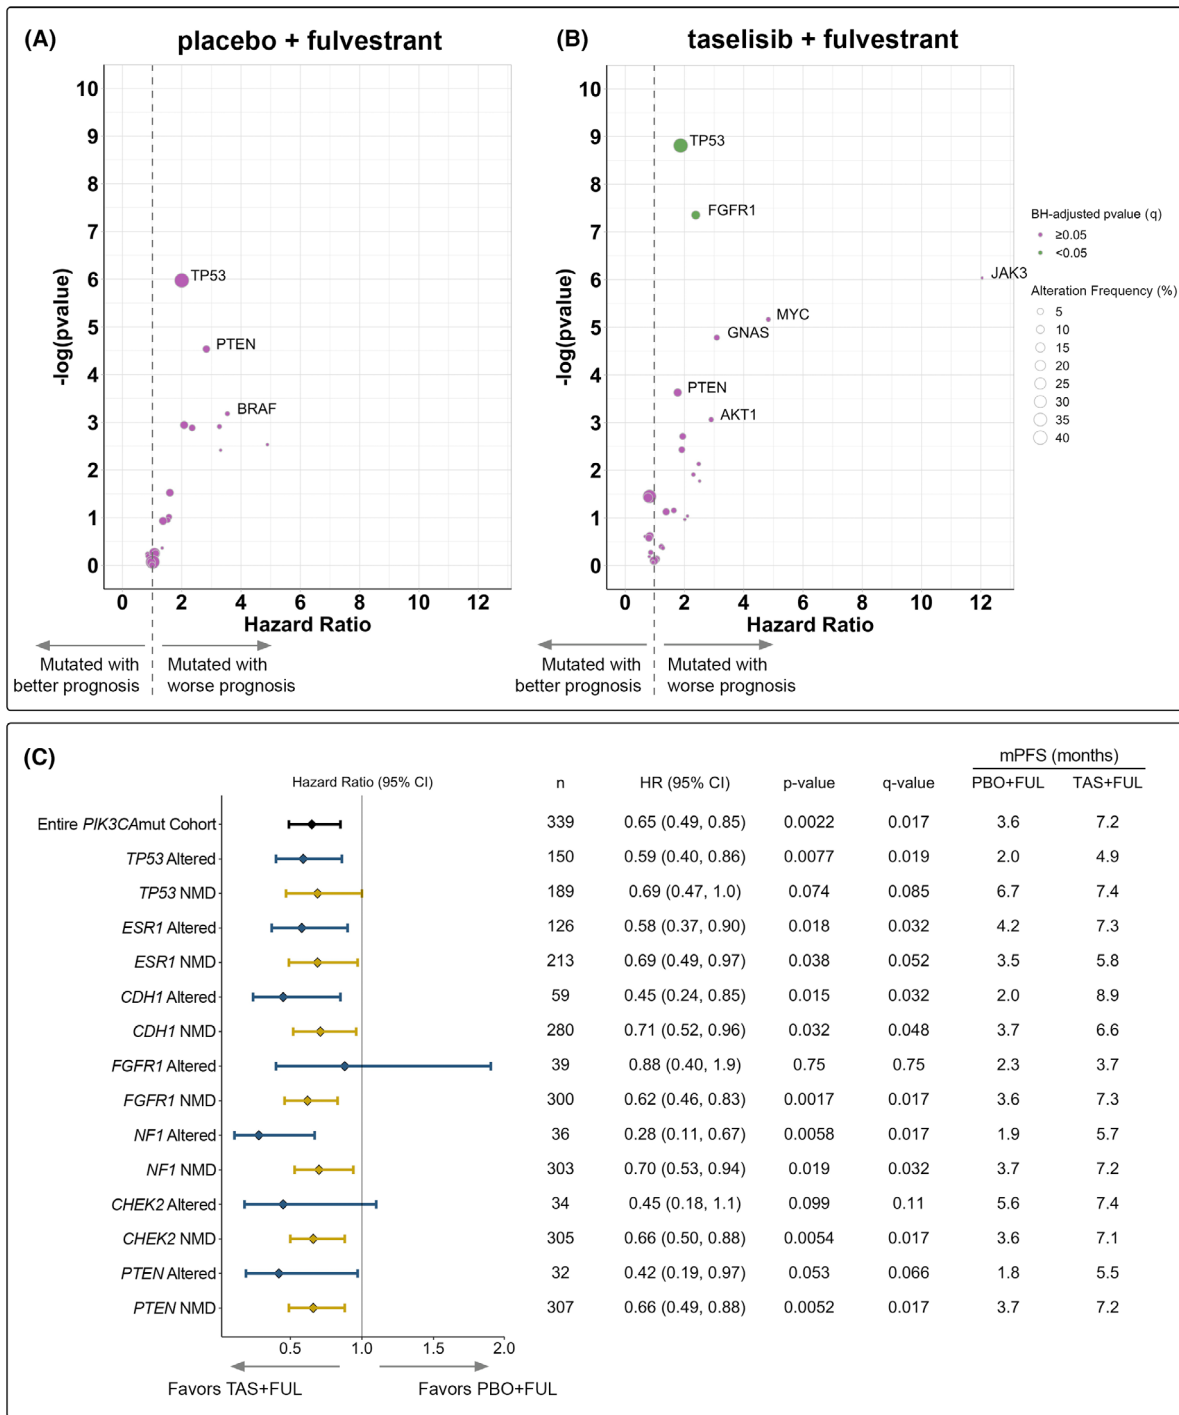 (A) placebo + fulvestrant
10
9
8
7
6
5
4
3
2
1
0
-log(pvalue)
TP53
PTEN
BRAF
0 2 4 6 8 10 12
Hazard Ratio
Mutated with better prognosis
Mutated with worse prognosis
(B) taselisib + fulvestrant
10
9
8
7
6
5
4
3
2
1
0
-log(pvalue)
TP53
FGFR1
JAK3
MYC
GNAS
PTEN
AKT1
0 2 4 6 8 10 12
Hazard Ratio
Mutated with better prognosis
Mutated with worse prognosis
BH-adjusted pvalue (q)
≥0.05
<0.05
Alteration Frequency (%)
5
10
15
20
25
30
35
40
(C)
mPFS (months)
Hazard Ratio (95% CI) n HR (95% CI) p-value q-value PBO+FUL TAS+FUL
Entire PIK3CAmut Cohort 339 0.65 (0.49, 0.85) 0.0022 0.017 3.6 7.2
TP53 Altered 150 0.59 (0.40, 0.86) 0.0077 0.019 2.0 4.9
TP53 NMD 189 0.69 (0.47, 1.0) 0.074 0.085 6.7 7.4
ESR1 Altered 126 0.58 (0.37, 0.90) 0.018 0.032 4.2 7.3
ESR1 NMD 213 0.69 (0.49, 0.97) 0.038 0.052 3.5 5.8
CDH1 Altered 59 0.45 (0.24, 0.85) 0.015 0.032 2.0 8.9
CDH1 NMD 280 0.71 (0.52, 0.96) 0.032 0.048 3.7 6.6
FGFR1 Altered 39 0.88 (0.40, 1.9) 0.75 0.75 2.3 3.7
FGFR1 NMD 300 0.62 (0.46, 0.83) 0.0017 0.017 3.6 7.3
NF1 Altered 36 0.28 (0.11, 0.67) 0.0058 0.017 1.9 5.7
NF1 NMD 303 0.70 (0.53, 0.94) 0.019 0.032 3.7 7.2
CHEK2 Altered 34 0.45 (0.18, 1.1) 0.099 0.11 5.6 7.4
CHEK2 NMD 305 0.66 (0.50, 0.88) 0.0054 0.017 3.6 7.1
PTEN Altered 32 0.42 (0.19, 0.97) 0.053 0.066 1.8 5.5
PTEN NMD 307 0.66 (0.49, 0.88) 0.0052 0.017 3.7 7.2
0.5 1.0 1.5 2.0
Favors TAS+FUL Favors PBO+FUL